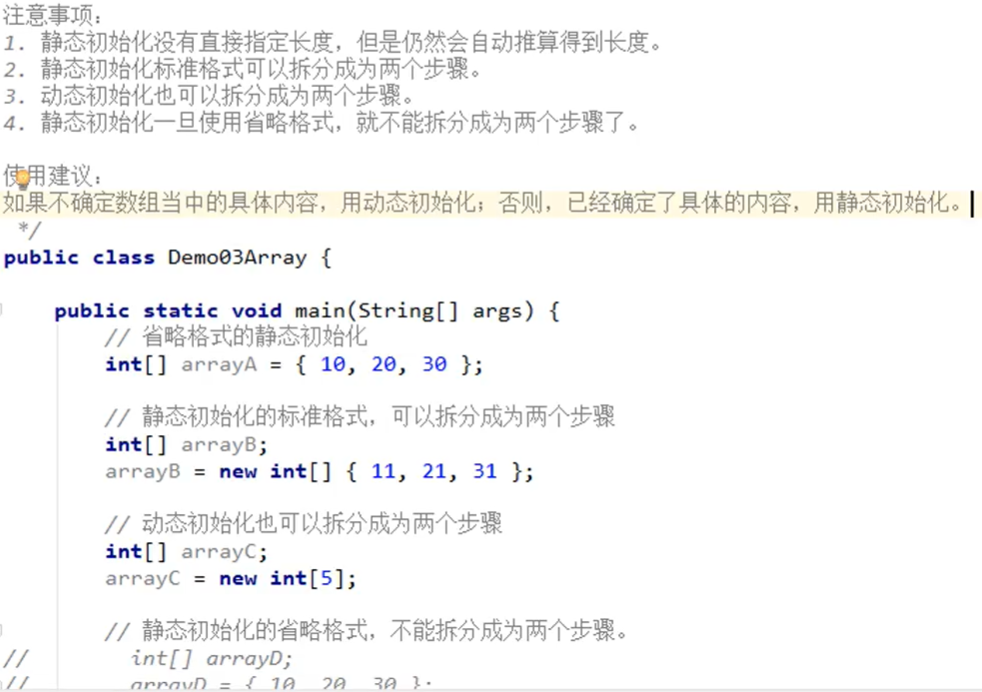 注意事项:
1. 静态初始化没有直接指定长度，但是仍然会自动推算得到长度。
2. 静态初始化标准格式可以拆分成为两个步骤。
3. 动态初始化也可以拆分成为两个步骤。
4. 静态初始化一旦使用省略格式，就不能拆分成为两个步骤了。
使用建议:
如果不确定数组当中的具体内容，用动态初始化；否则，已经确定了具体的内容，用静态初始化。
*/
public class Demo03Array {
public static void main(String[] args) {
// 省略格式的静态初始化
int[] arrayA = { 10, 20, 30 };
// 静态初始化的标准格式，可以拆分成为两个步骤
int[] arrayB;
arrayB = new int[] { 11, 21, 31 };
// 动态初始化也可以拆分成为两个步骤
int[] arrayC;
arrayC = new int[5];
// 静态初始化的省略格式，不能拆分成为两个步骤。
// int[] arrayD;
// arrayD = { 10, 20, 30 };